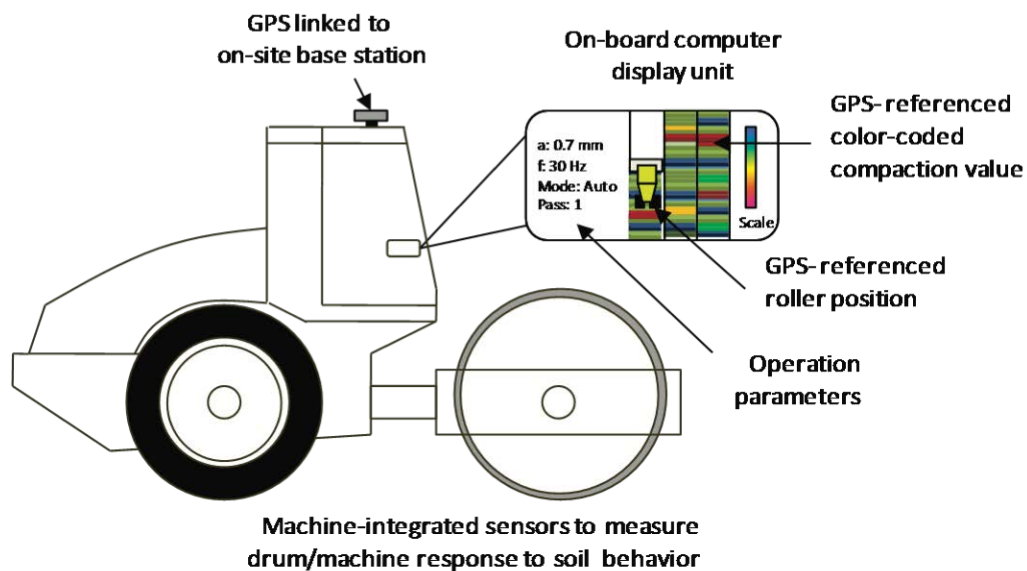 GPS linked to
on-site base station
On-board computer
display unit
GPS-referenced
color-coded
compaction value
a: 0.7 mm
f: 30 Hz
Mode: Auto
Pass: 1
Scale
GPS-referenced
roller position
Operation
parameters
Machine-integrated sensors to measure
drum/machine response to soil behavior